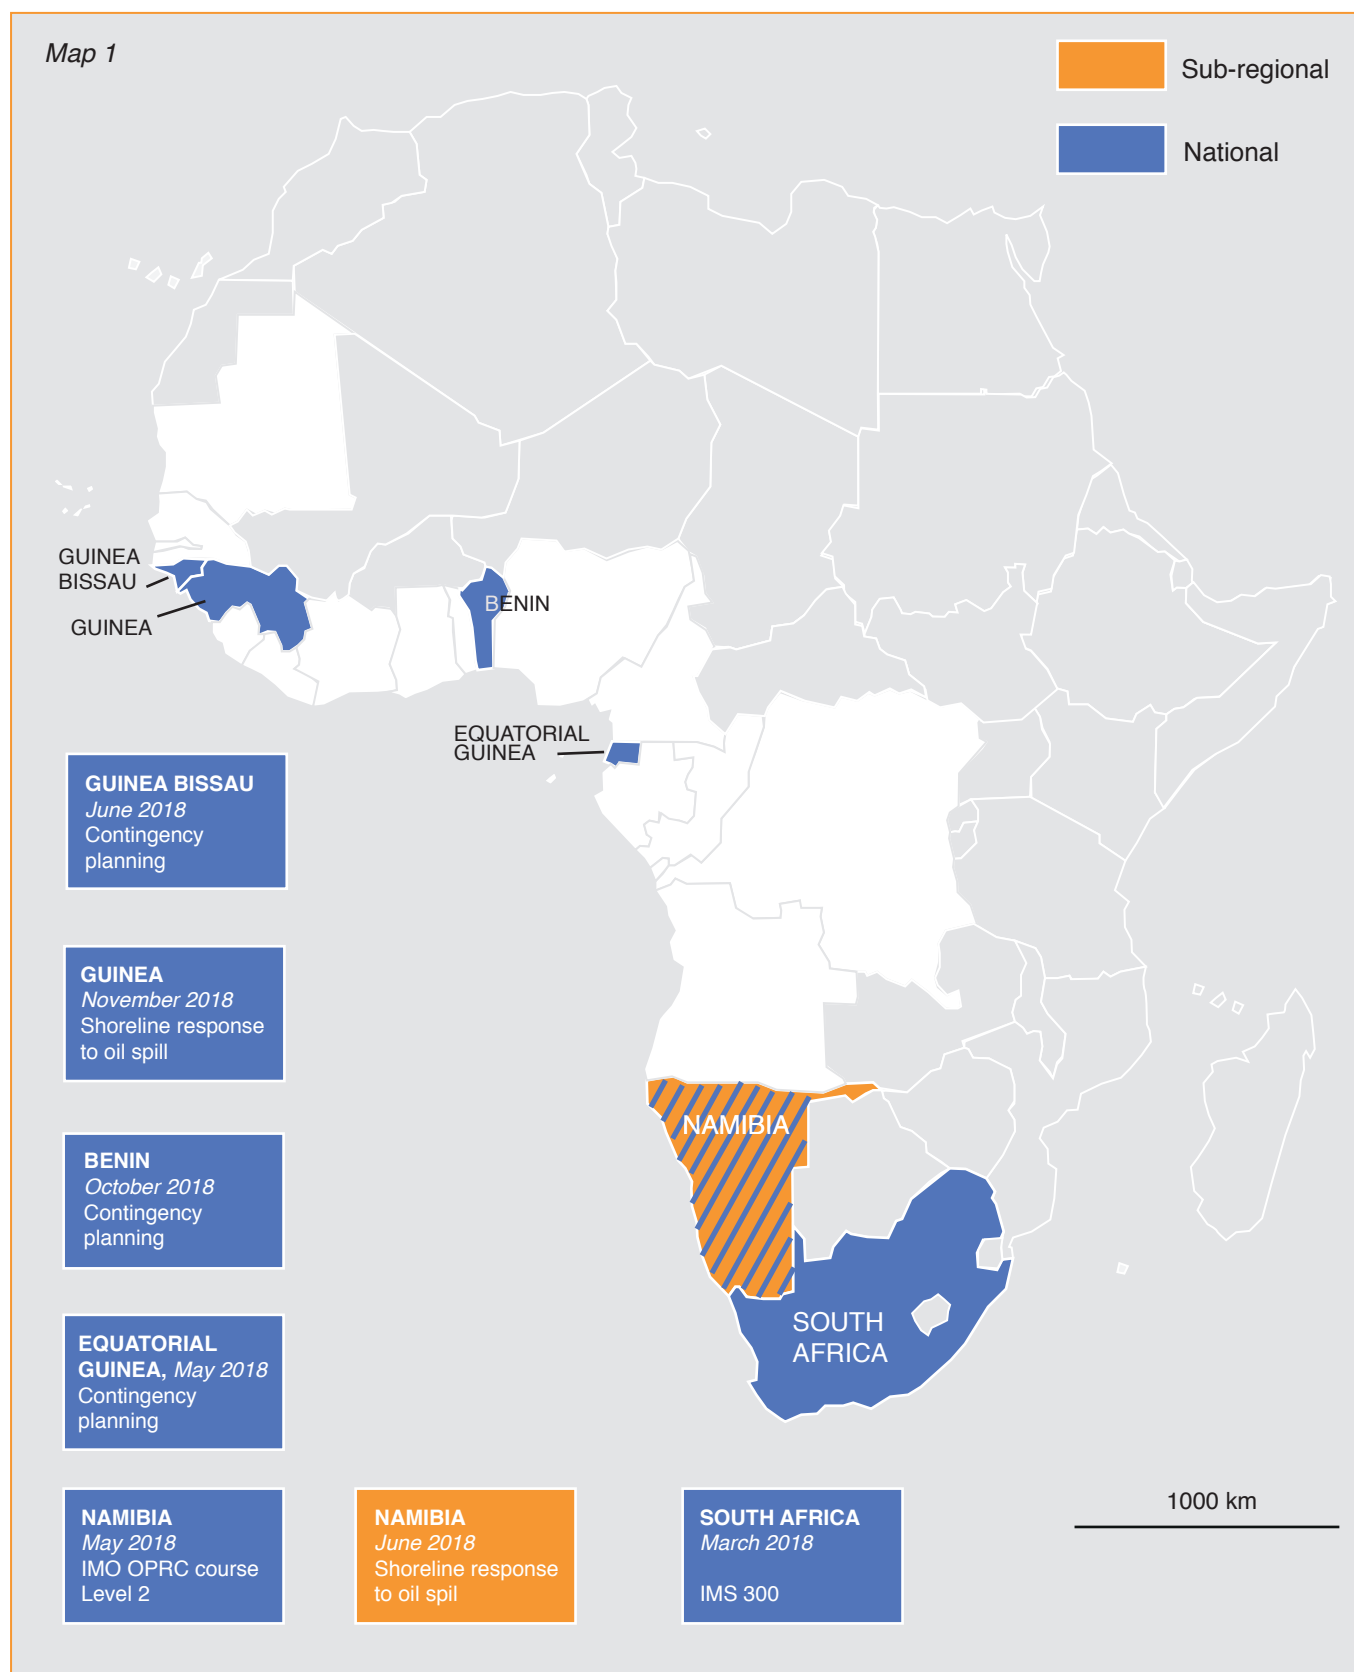 Map 1
Sub-regional
National
GUINEA
BISSAU
GUINEA
BENIN
EQUATORIAL
GUINEA
GUINEA BISSAU
June 2018
Contingency
planning
GUINEA
November 2018
Shoreline response
to oil spill
NAMIBIA
BENIN
October 2018
Contingency
planning
SOUTH
AFRICA
EQUATORIAL
GUINEA, May 2018
Contingency
planning
NAMIBIA
May 2018
IMO OPRC course
Level 2
NAMIBIA
June 2018
Shoreline response
to oil spil
SOUTH AFRICA
March 2018
IMS 300
1000 km